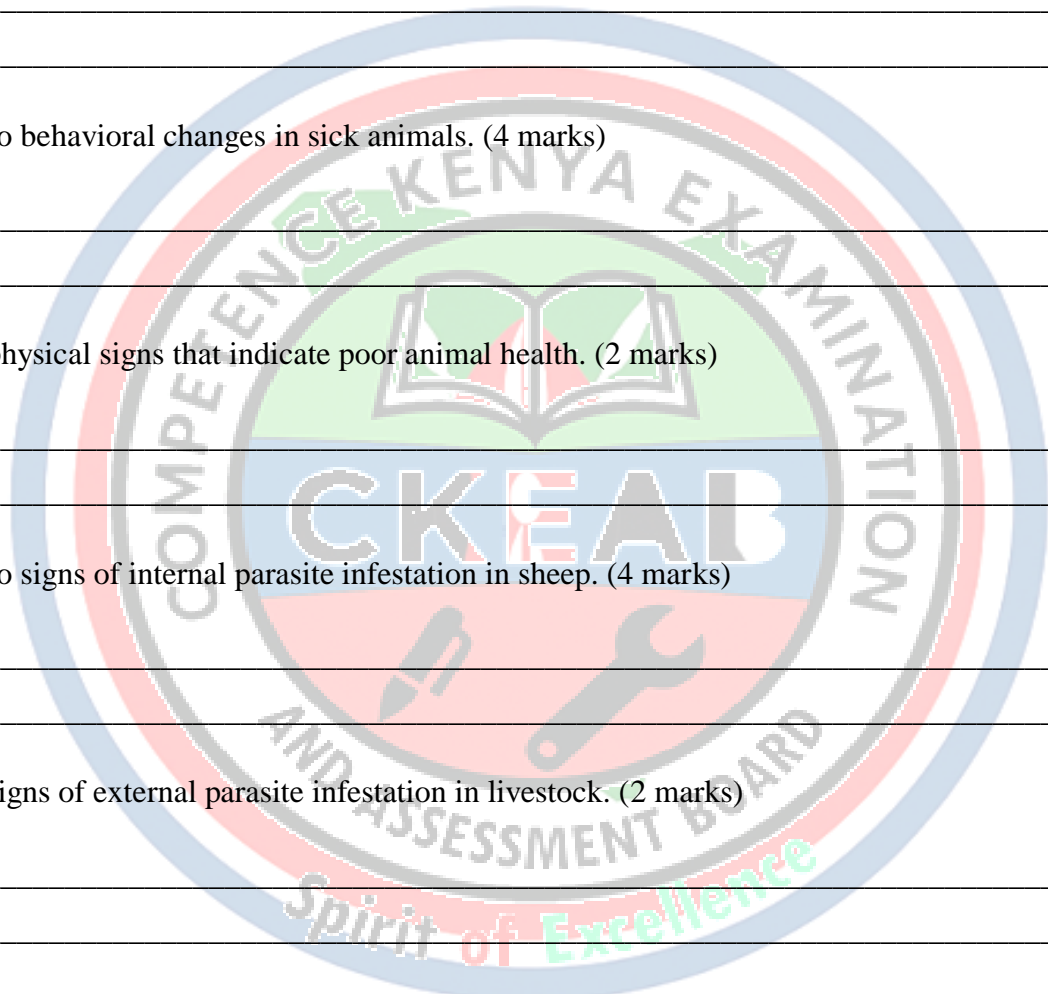 o behavioral changes in sick animals. (4 marks)
physical signs that indicate poor animal health. (2 marks)
o signs of internal parasite infestation in sheep. (4 marks)
igns of external parasite infestation in livestock. (2 marks)
COMPETENCE KENYA EXAMINATION
CKEAB
AND ASSESSMENT BOARD
Spirit of Excellence